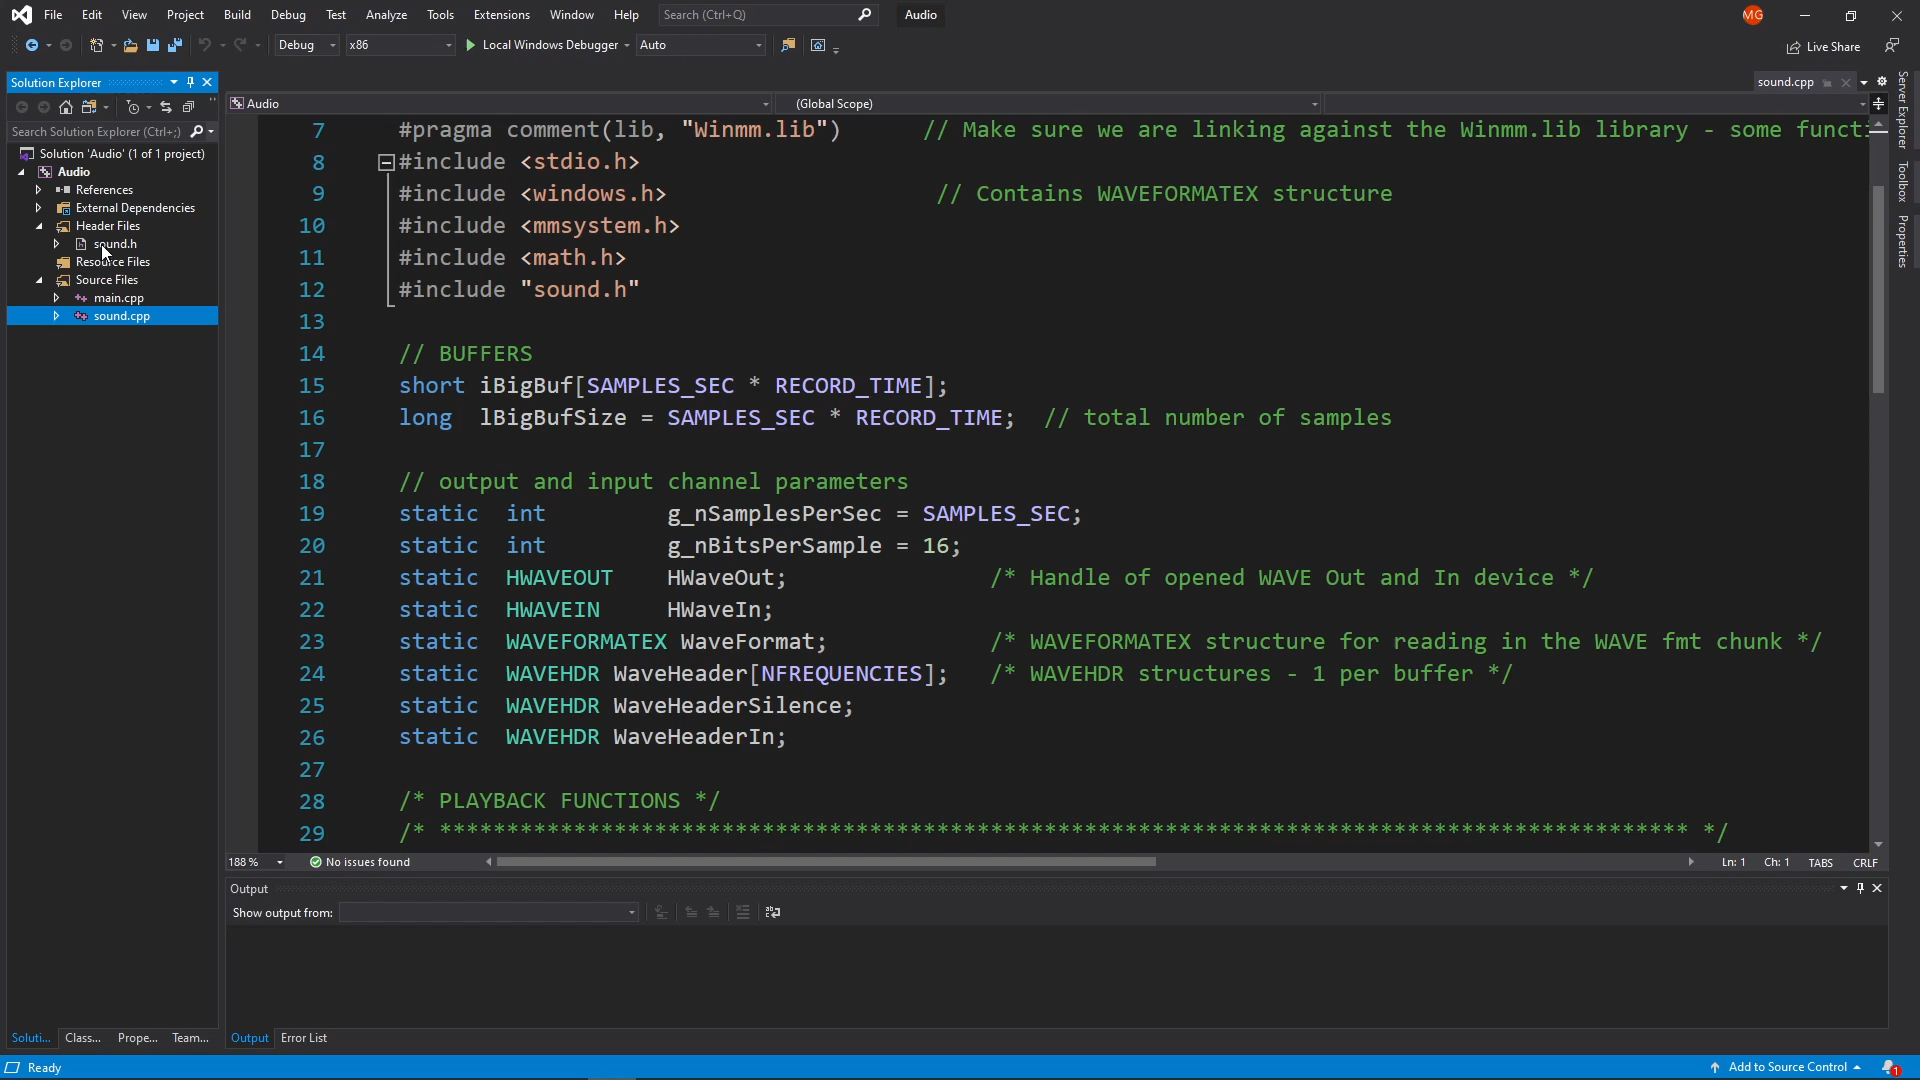 File Edit View Project Build Debug Test Analyze Tools Extensions Window Help Search (Ctrl+Q) Audio MG
Debug x86 Local Windows Debugger Auto Live Share
Solution Explorer
Search Solution Explorer (Ctrl+;)
Solution 'Audio' (1 of 1 project)
Audio
References
External Dependencies
Header Files
sound.h
Resource Files
Source Files
main.cpp
sound.cpp
Soluti... Class... Prope... Team...
sound.cpp
Audio (Global Scope)
7 #pragma comment(lib, "Winmm.lib") // Make sure we are linking against the Winmm.lib library - some functi
8 #include <stdio.h>
9 #include <windows.h> // Contains WAVEFORMATEX structure
10 #include <mmsystem.h>
11 #include <math.h>
12 #include "sound.h"
13
14 // BUFFERS
15 short iBigBuf[SAMPLES_SEC * RECORD_TIME];
16 long lBigBufSize = SAMPLES_SEC * RECORD_TIME; // total number of samples
17
18 // output and input channel parameters
19 static int g_nSamplesPerSec = SAMPLES_SEC;
20 static int g_nBitsPerSample = 16;
21 static HWAVEOUT HWaveOut; /* Handle of opened WAVE Out and In device */
22 static HWAVEIN HWaveIn;
23 static WAVEFORMATEX WaveFormat; /* WAVEFORMATEX structure for reading in the WAVE fmt chunk */
24 static WAVEHDR WaveHeader[NFREQUENCIES]; /* WAVEHDR structures - 1 per buffer */
25 static WAVEHDR WaveHeaderSilence;
26 static WAVEHDR WaveHeaderIn;
27
28 /* PLAYBACK FUNCTIONS */
29 /* ********************************************************************************************* */
188 % No issues found Ln: 1 Ch: 1 TABS CRLF
Output
Show output from:
Output Error List
Server Explorer
Toolbox
Properties
Ready Add to Source Control 1